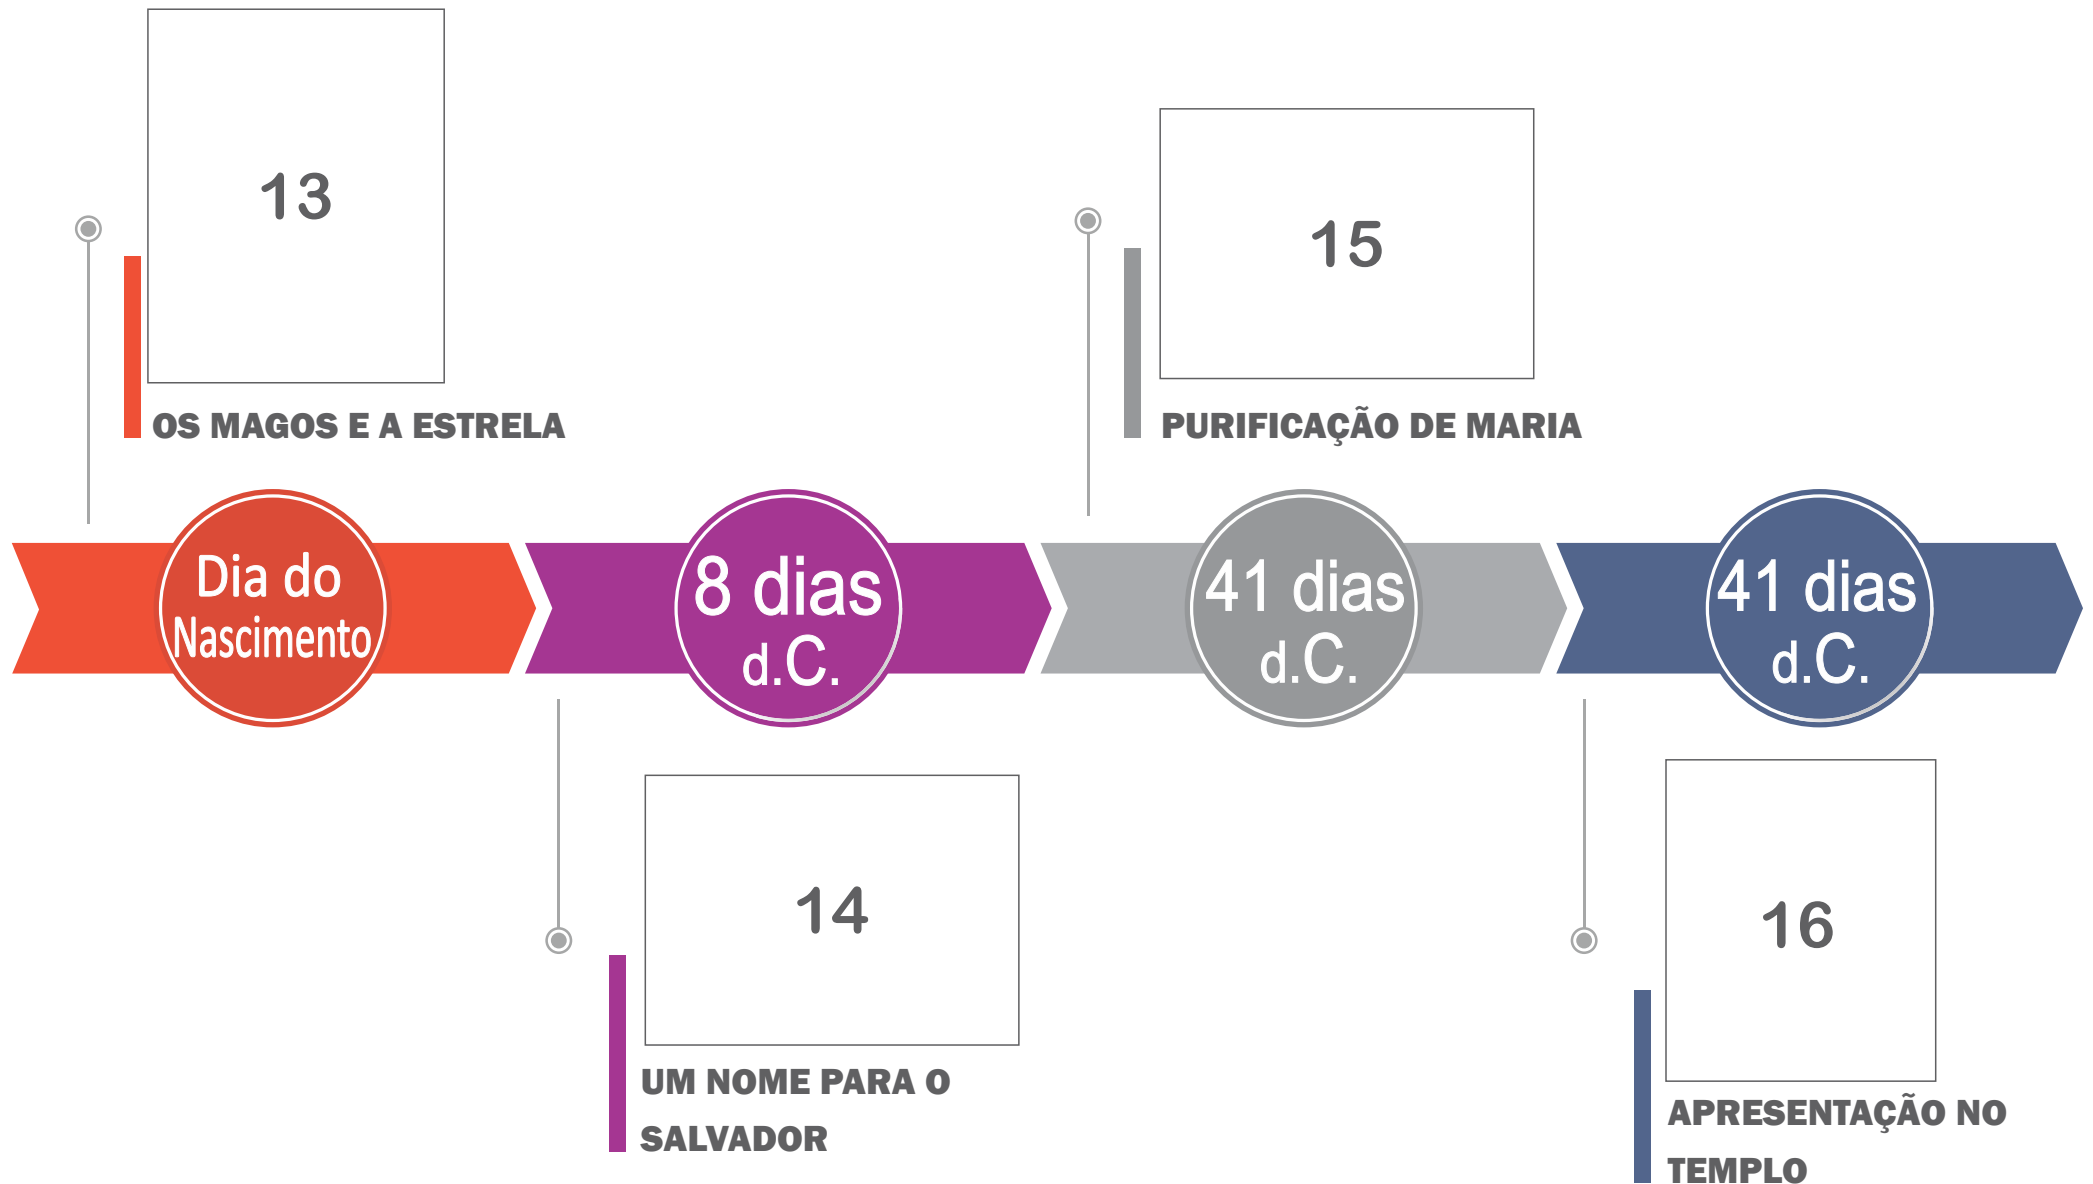 13
OS MAGOS E A ESTRELA
15
PURIFICAÇÃO DE MARIA
Dia do
Nascimento
8 dias
d.C.
41 dias
d.C.
41 dias
d.C.
14
UM NOME PARA O
SALVADOR
16
APRESENTAÇÃO NO
TEMPLO